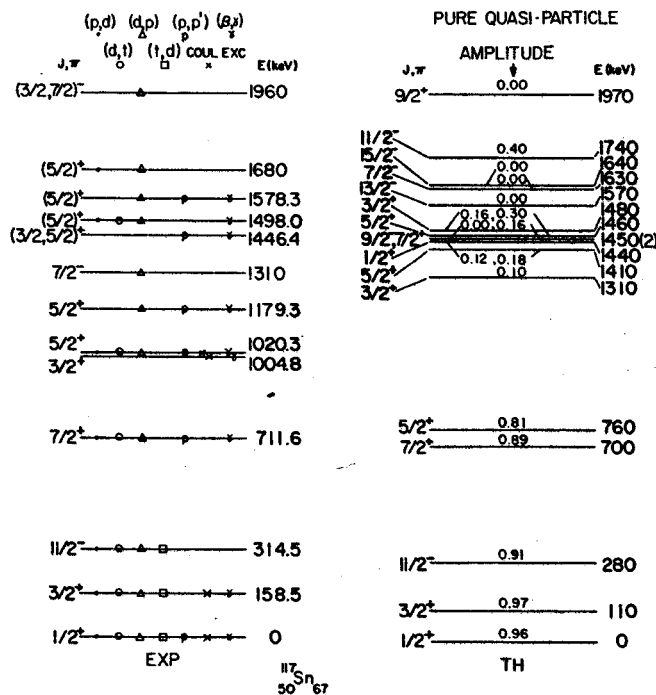 (p,d) (d,p) (p,p') (β,γ)
(d,t) (t,d) COUL EXC
J,π E(keV)
(3/2,7/2)⁻ 1960
(5/2)⁺ 1680
(5/2)⁺ 1578.3
(5/2)⁺ 1498.0
(3/2,5/2)⁺ 1446.4
7/2⁻ 1310
5/2⁺ 1179.3
5/2⁺ 1020.3
3/2⁺ 1004.8
7/2⁺ 711.6
11/2⁻ 314.5
3/2⁺ 158.5
1/2⁺ 0
EXP
¹¹⁷₅₀Sn₆₇
PURE QUASI-PARTICLE
AMPLITUDE
J,π E(keV)
9/2⁺ 0.00 1970
11/2⁻ 0.40 1740
15/2⁻ 0.00 1640
7/2⁻ 0.00 1630
13/2⁻ 0.00 1570
3/2⁺ 0.16,0.30 1480
5/2⁺ 0.00,0.16 1460
9/2,7/2⁺ 1450(2)
1/2⁺ 1440
5/2⁺ 0.12,0.18 1410
3/2⁺ 0.10 1310
5/2⁺ 0.81 760
7/2⁺ 0.89 700
11/2⁻ 0.91 280
3/2⁺ 0.97 110
1/2⁺ 0.96 0
TH